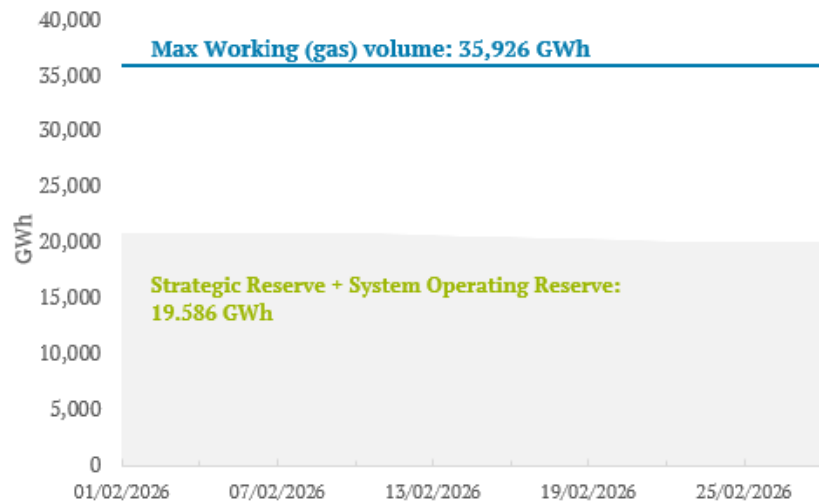 40,000
Max Working (gas) volume: 35,926 GWh
35,000
30,000
25,000
GWh
20,000
Strategic Reserve + System Operating Reserve:
19.586 GWh
15,000
10,000
5,000
0
01/02/2026 07/02/2026 13/02/2026 19/02/2026 25/02/2026